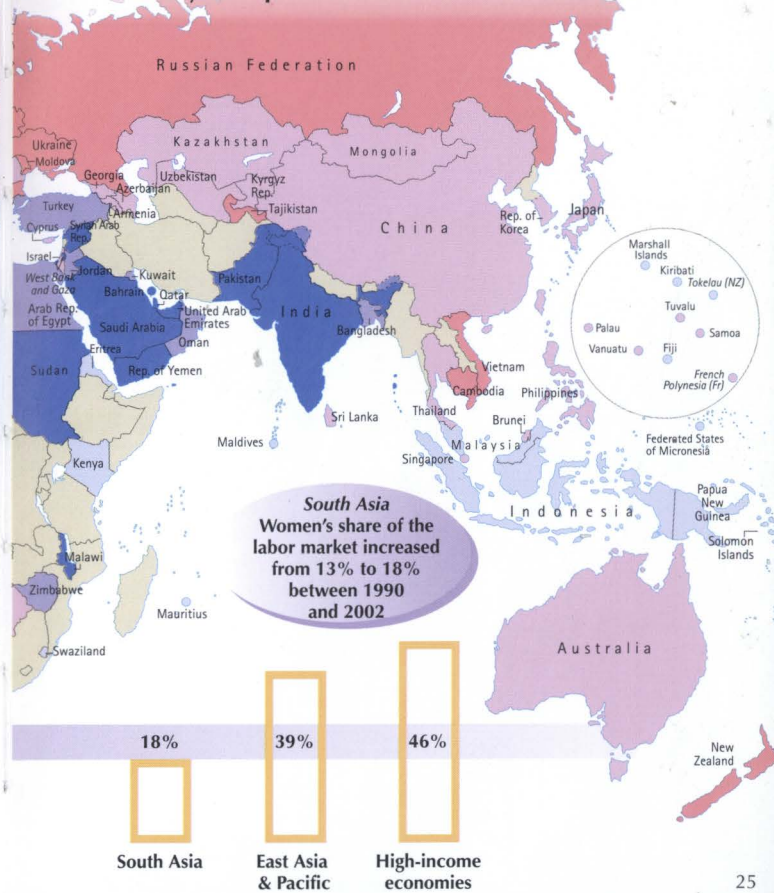 Russian Federation
Ukraine
Moldova
Kazakhstan
Mongolia
Georgia
Uzbekistan
Kyrgyz
Rep.
Azerbaijan
Armenia
Tajikistan
Turkey
Cyprus
Syrian Arab
Rep.
China
Rep. of
Korea
Japan
Israel
West Bank
and Gaza
Jordan
Kuwait
Bahrain
Qatar
Pakistan
Arab Rep.
of Egypt
United Arab
Emirates
Saudi Arabia
India
Bangladesh
Oman
Eritrea
Sudan
Rep. of Yemen
Vietnam
Cambodia
Thailand
Philippines
Sri Lanka
Brunei
Maldives
Malaysia
Singapore
Kenya
Indonesia
Marshall
Islands
Kiribati
Tokelau (NZ)
Tuvalu
Palau
Samoa
Vanuatu
Fiji
French
Polynesia (Fr)
Federated States
of Micronesia
Papua
New
Guinea
Solomon
Islands
Malawi
Zimbabwe
Mauritius
Swaziland
South Asia
Women's share of the
labor market increased
from 13% to 18%
between 1990
and 2002
Australia
New
Zealand
18%
39%
46%
South Asia
East Asia
& Pacific
High-income
economies
25